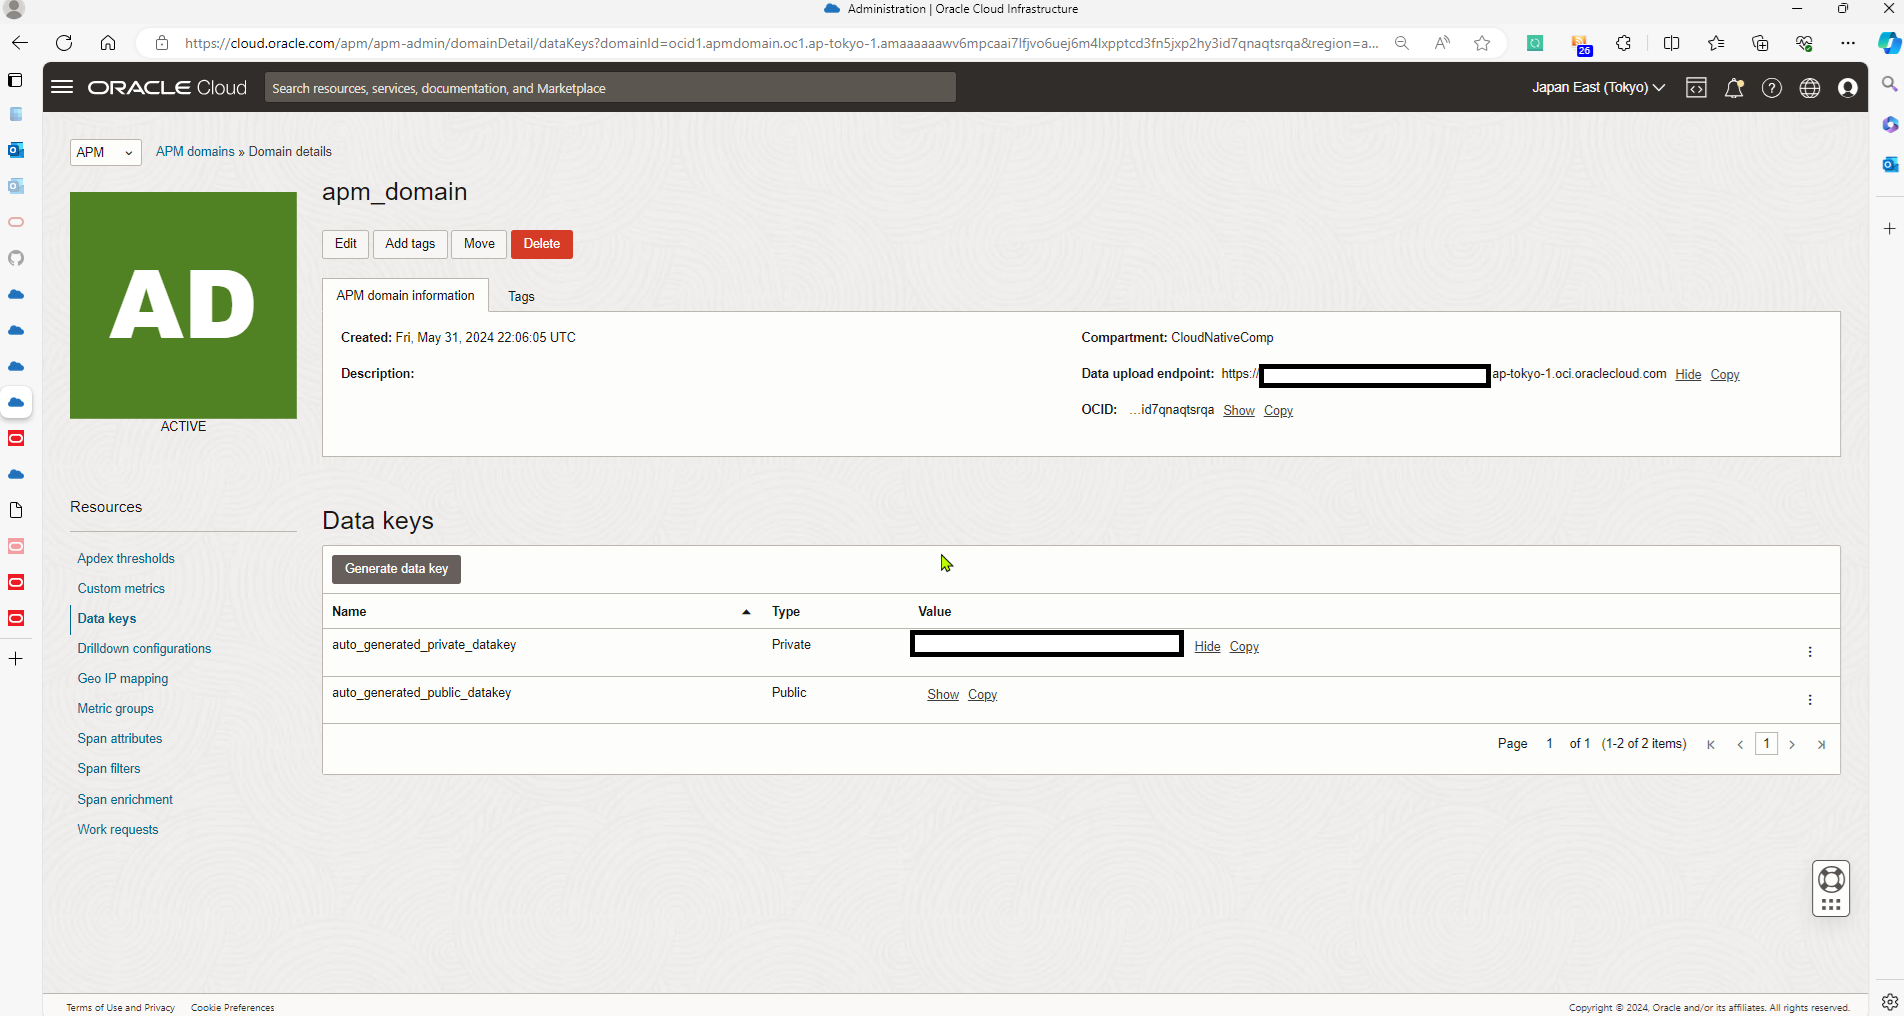 Administration | Oracle Cloud Infrastructure
https://cloud.oracle.com/apm/apm-admin/domainDetail/dataKeys?domainId=ocid1.apmdomain.oc1.ap-tokyo-1.amaaaaaawv6mpcaai7lfjvo6uej6m4lxpptcd3fn5jxp2hy3id7qnaqtsrqa&region=a...
26
ORACLE Cloud
Search resources, services, documentation, and Marketplace
Japan East (Tokyo)
APM
APM domains » Domain details
AD
ACTIVE
apm_domain
Edit
Add tags
Move
Delete
APM domain information
Tags
Created: Fri, May 31, 2024 22:06:05 UTC
Description:
Compartment: CloudNativeComp
Data upload endpoint: https:// ap-tokyo-1.oci.oraclecloud.com Hide Copy
OCID: ...id7qnaqtsrqa Show Copy
Resources
Apdex thresholds
Custom metrics
Data keys
Drilldown configurations
Geo IP mapping
Metric groups
Span attributes
Span filters
Span enrichment
Work requests
Data keys
Generate data key
Name Type Value
auto_generated_private_datakey Private Hide Copy
auto_generated_public_datakey Public Show Copy
Page 1 of 1 (1-2 of 2 items) 1
Terms of Use and Privacy Cookie Preferences
Copyright © 2024, Oracle and/or its affiliates. All rights reserved.